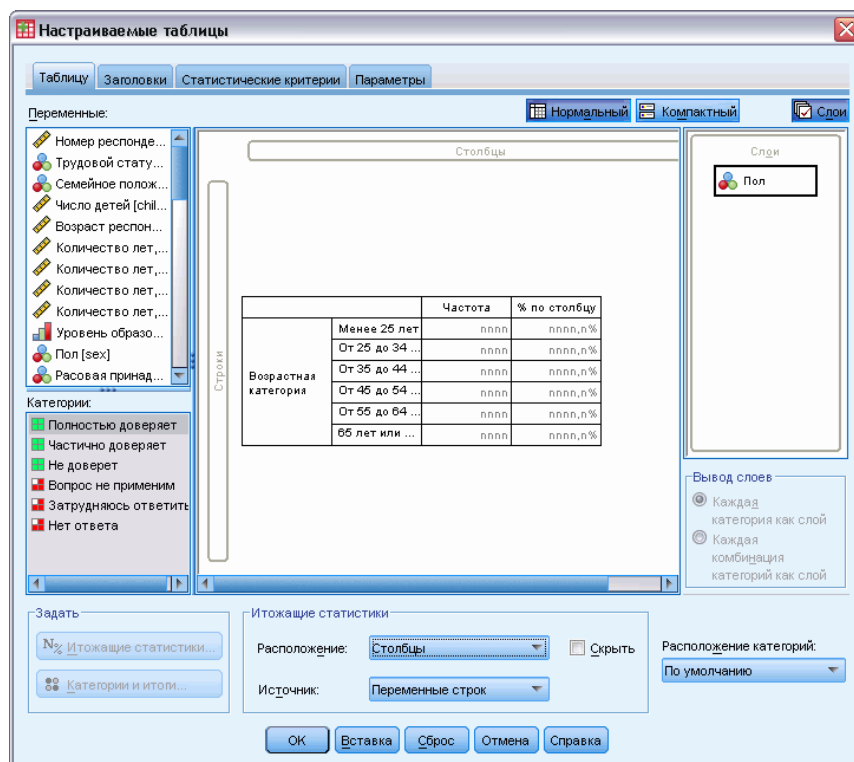 Настраиваемые таблицы
Таблицу Заголовки Статистические критерии Параметры
Переменные:
Нормальный Компактный Слои
Номер респонде...
Трудовой стату...
Семейное полож...
Число детей [chil...
Возраст респон...
Количество лет,...
Количество лет,...
Количество лет,...
Количество лет,...
Уровень образо...
Пол [sex]
Расовая принад...
Категории:
Полностью доверяет
Частично доверяет
Не доверет
Вопрос не применим
Затрудняюсь ответить
Нет ответа
Столбцы
Строки
Частота % по столбцу
Возрастная категория
Менее 25 лет nnnn nnnn,n%
От 25 до 34 ... nnnn nnnn,n%
От 35 до 44 ... nnnn nnnn,n%
От 45 до 54 ... nnnn nnnn,n%
От 55 до 64 ... nnnn nnnn,n%
65 лет или ... nnnn nnnn,n%
Слои
Пол
Вывод слоев
Каждая
категория как слой
Каждая
комбинация
категорий как слой
Задать
N% Итожащие статистики...
Категории и итоги...
Итожащие статистики
Расположение: Столбцы Скрыть
Источник: Переменные строк
Расположение категорий:
По умолчанию
OK Вставка Сброс Отмена Справка